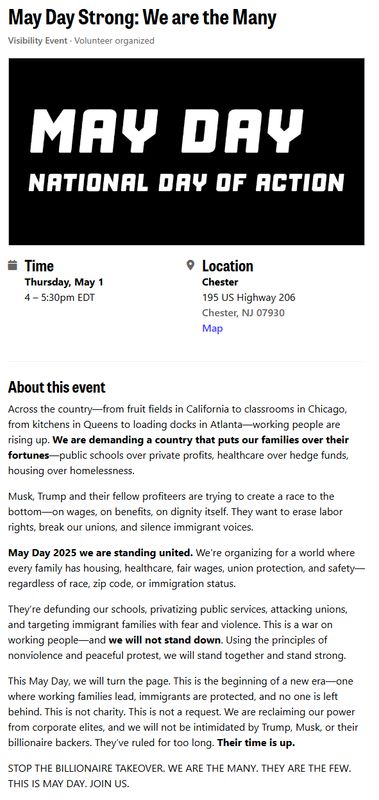 May Day Strong: We are the Many
Visibility Event · Volunteer organized
MAY DAY
NATIONAL DAY OF ACTION
Time
Thursday, May 1
4 – 5:30pm EDT
Location
Chester
195 US Highway 206
Chester, NJ 07930
Map
About this event
Across the country—from fruit fields in California to classrooms in Chicago,
from kitchens in Queens to loading docks in Atlanta—working people are
rising up. We are demanding a country that puts our families over their
fortunes—public schools over private profits, healthcare over hedge funds,
housing over homelessness.
Musk, Trump and their fellow profiteers are trying to create a race to the
bottom—on wages, on benefits, on dignity itself. They want to erase labor
rights, break our unions, and silence immigrant voices.
May Day 2025 we are standing united. We're organizing for a world where
every family has housing, healthcare, fair wages, union protection, and safety—
regardless of race, zip code, or immigration status.
They're defunding our schools, privatizing public services, attacking unions,
and targeting immigrant families with fear and violence. This is a war on
working people—and we will not stand down. Using the principles of
nonviolence and peaceful protest, we will stand together and stand strong.
This May Day, we will turn the page. This is the beginning of a new era—one
where working families lead, immigrants are protected, and no one is left
behind. This is not charity. This is not a request. We are reclaiming our power
from corporate elites, and we will not be intimidated by Trump, Musk, or their
billionaire backers. They've ruled for too long. Their time is up.
STOP THE BILLIONAIRE TAKEOVER. WE ARE THE MANY. THEY ARE THE FEW.
THIS IS MAY DAY. JOIN US.